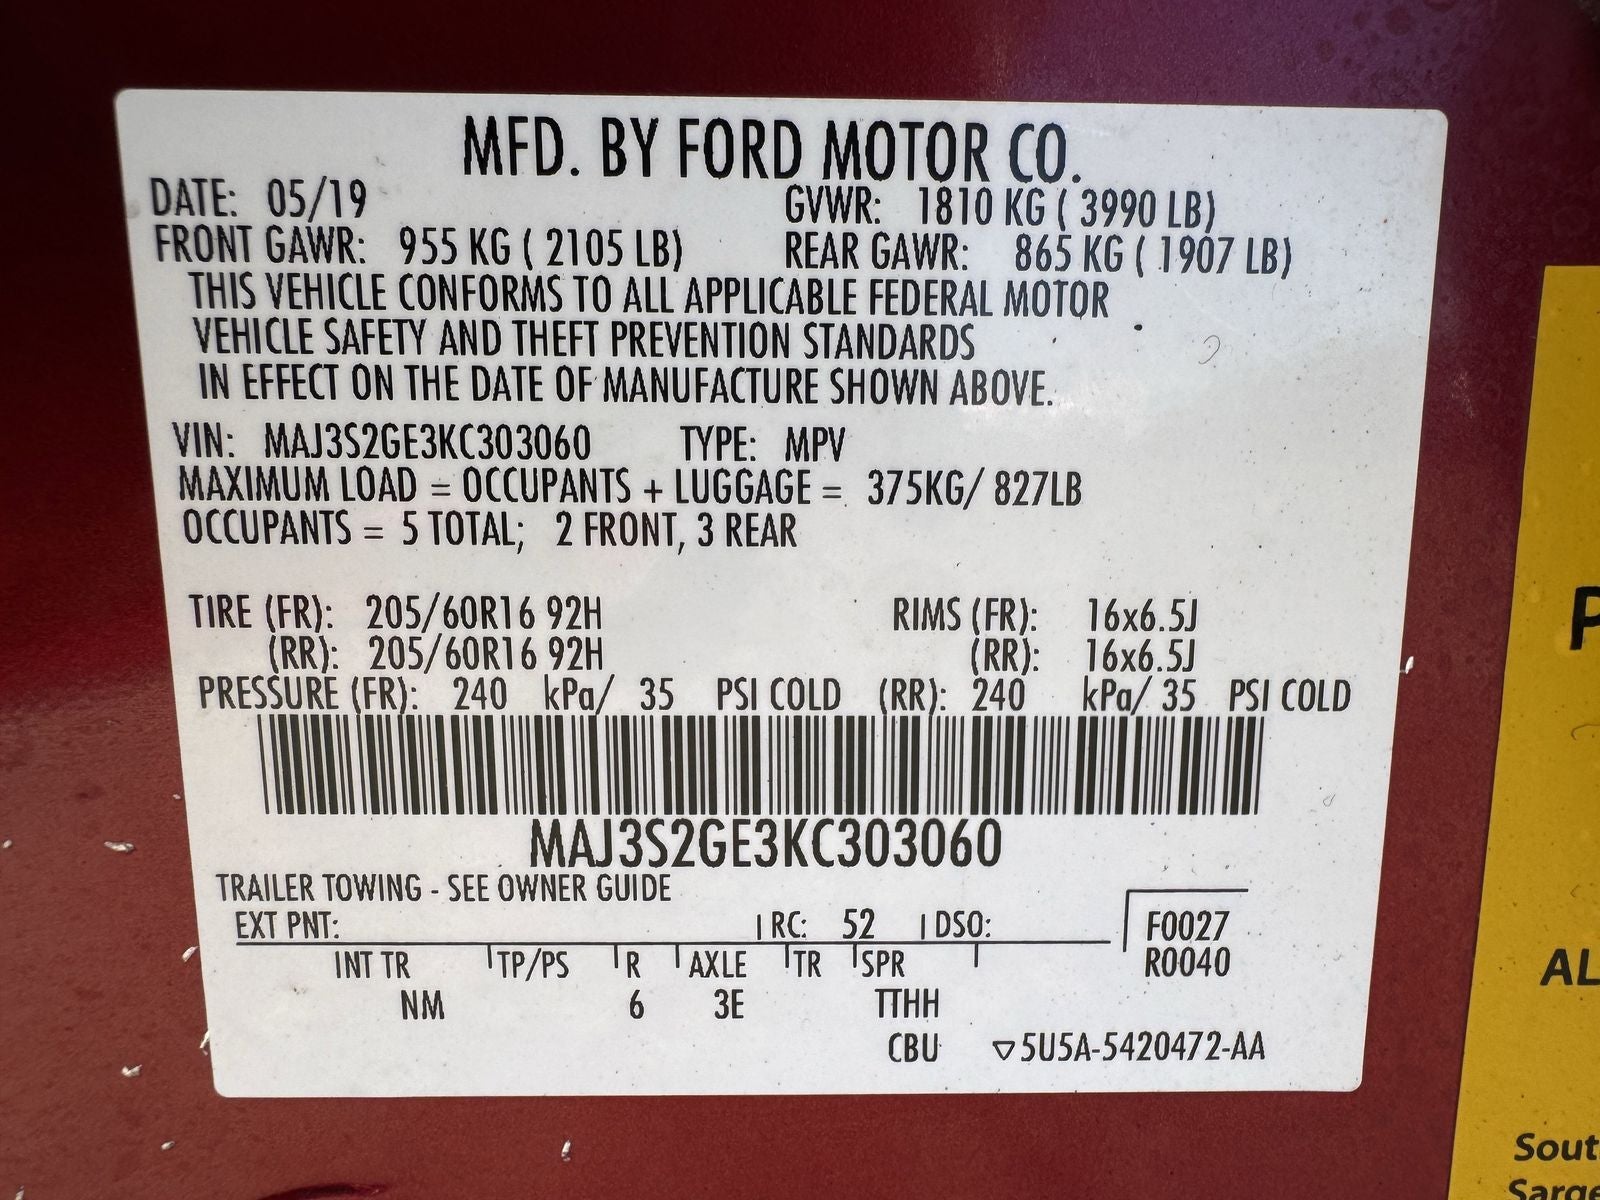 MFD. BY FORD MOTOR CO.
DATE: 05/19 GVWR: 1810 KG ( 3990 LB)
FRONT GAWR: 955 KG ( 2105 LB) REAR GAWR: 865 KG ( 1907 LB)
THIS VEHICLE CONFORMS TO ALL APPLICABLE FEDERAL MOTOR
VEHICLE SAFETY AND THEFT PREVENTION STANDARDS
IN EFFECT ON THE DATE OF MANUFACTURE SHOWN ABOVE.
VIN: MAJ3S2GE3KC303060 TYPE: MPV
MAXIMUM LOAD = OCCUPANTS + LUGGAGE = 375KG/ 827LB
OCCUPANTS = 5 TOTAL; 2 FRONT, 3 REAR
TIRE (FR): 205/60R16 92H RIMS (FR): 16x6.5J
(RR): 205/60R16 92H (RR): 16x6.5J
PRESSURE (FR): 240 kPa/ 35 PSI COLD (RR): 240 kPa/ 35 PSI COLD
MAJ3S2GE3KC303060
TRAILER TOWING - SEE OWNER GUIDE
EXT PNT: RC: 52 DSO: F0027
INT TR TP/PS R AXLE TR SPR R0040
NM 6 3E TTHH
CBU ▽5U5A-5420472-AA
P
AL
Sout
Sarge